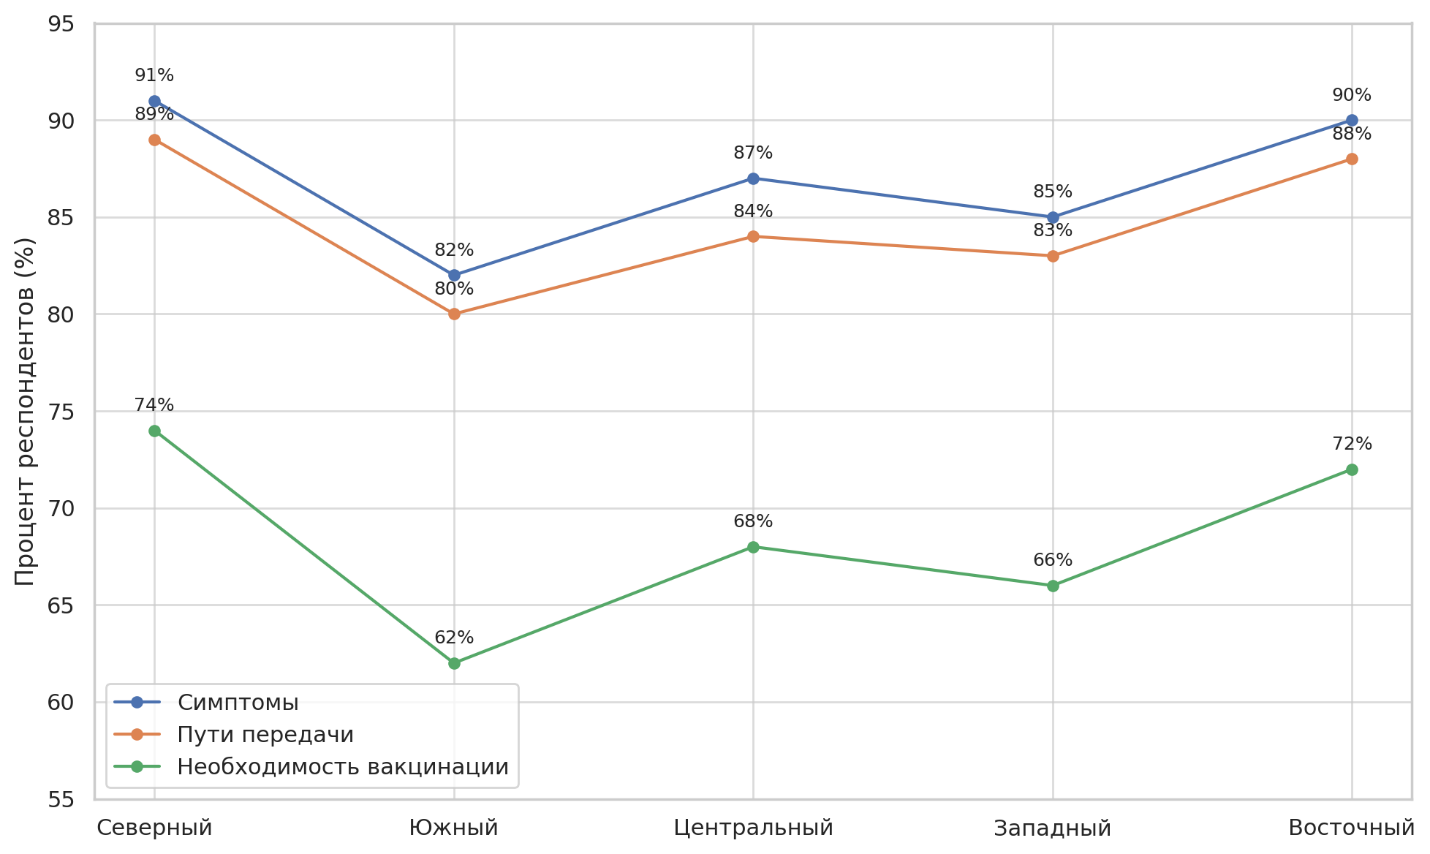 95
90
85
80
75
70
65
60
55
Процент респондентов (%)
91%
82%
87%
85%
90%
89%
80%
84%
83%
88%
74%
62%
68%
66%
72%
Симптомы
Пути передачи
Необходимость вакцинации
Северный
Южный
Центральный
Западный
Восточный